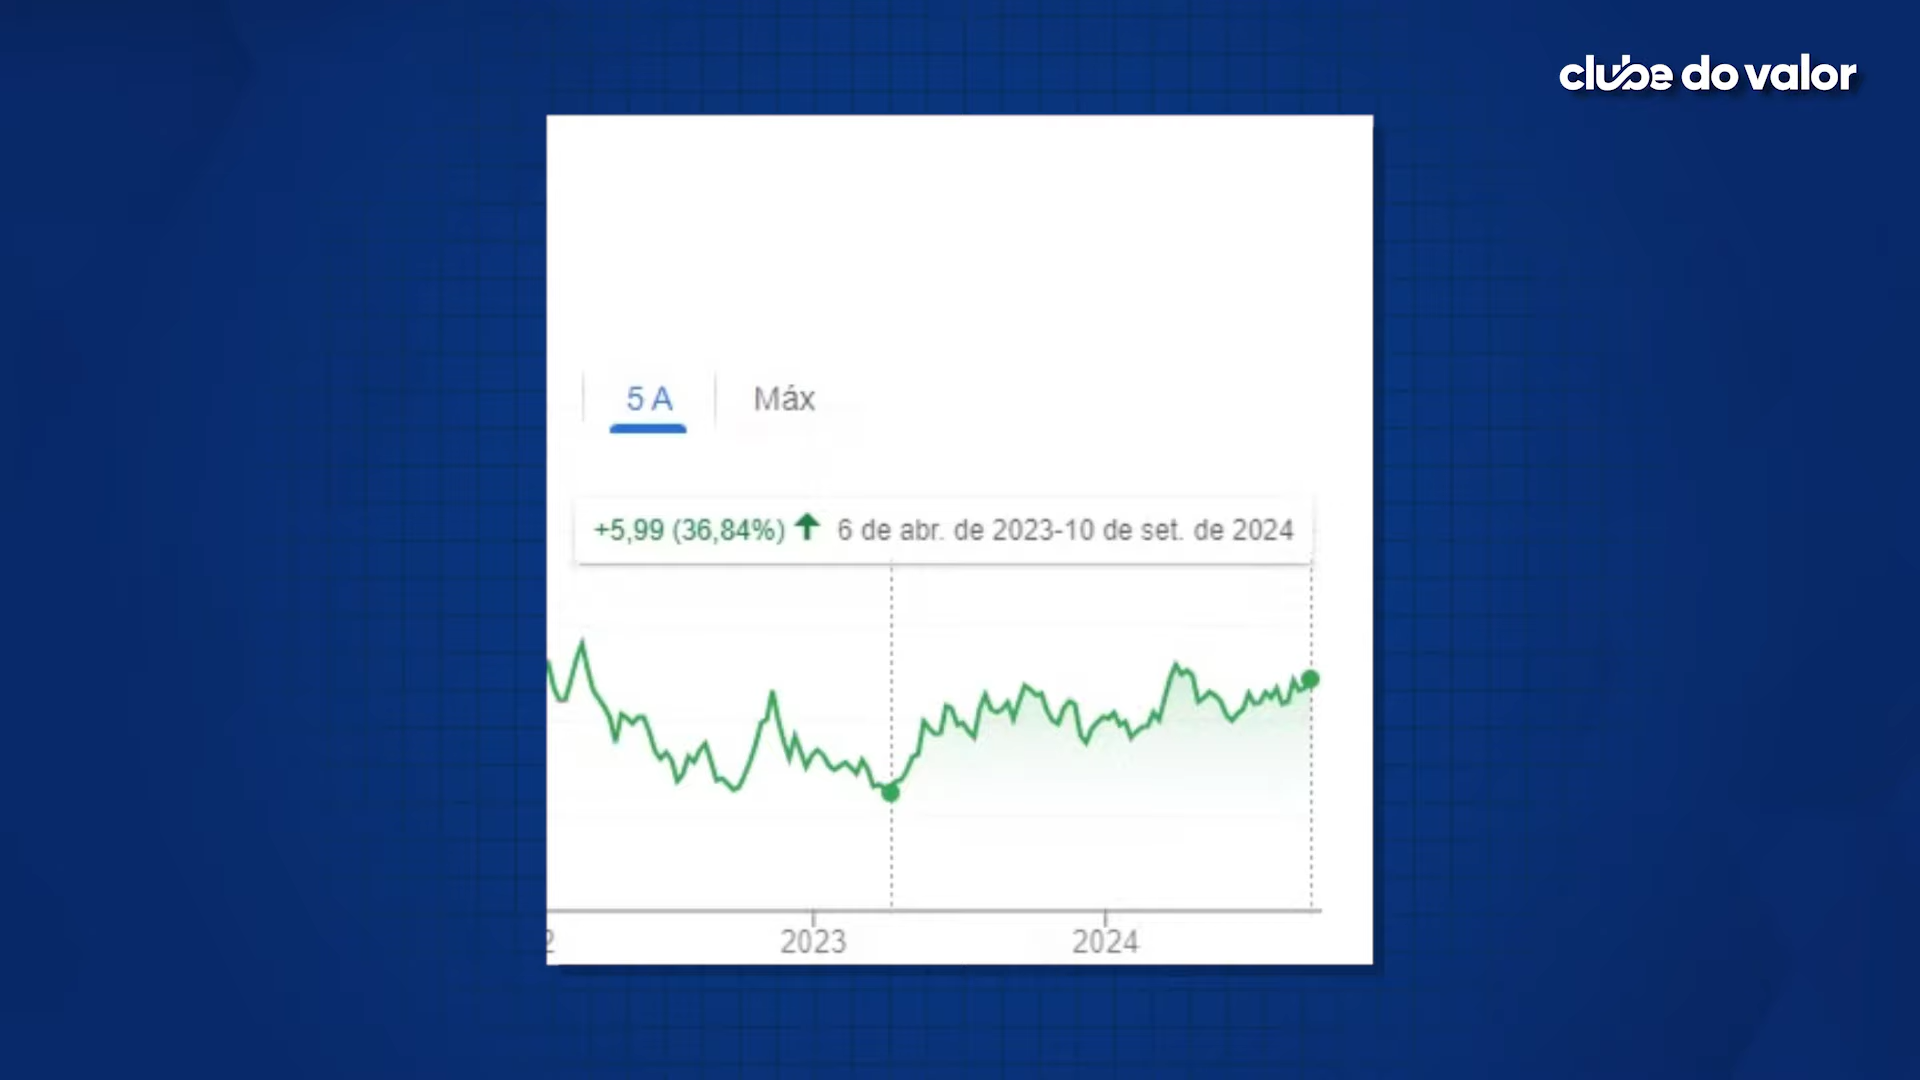 clube do valor
5 A
Máx
+5,99 (36,84%) 6 de abr. de 2023-10 de set. de 2024
2023
2024